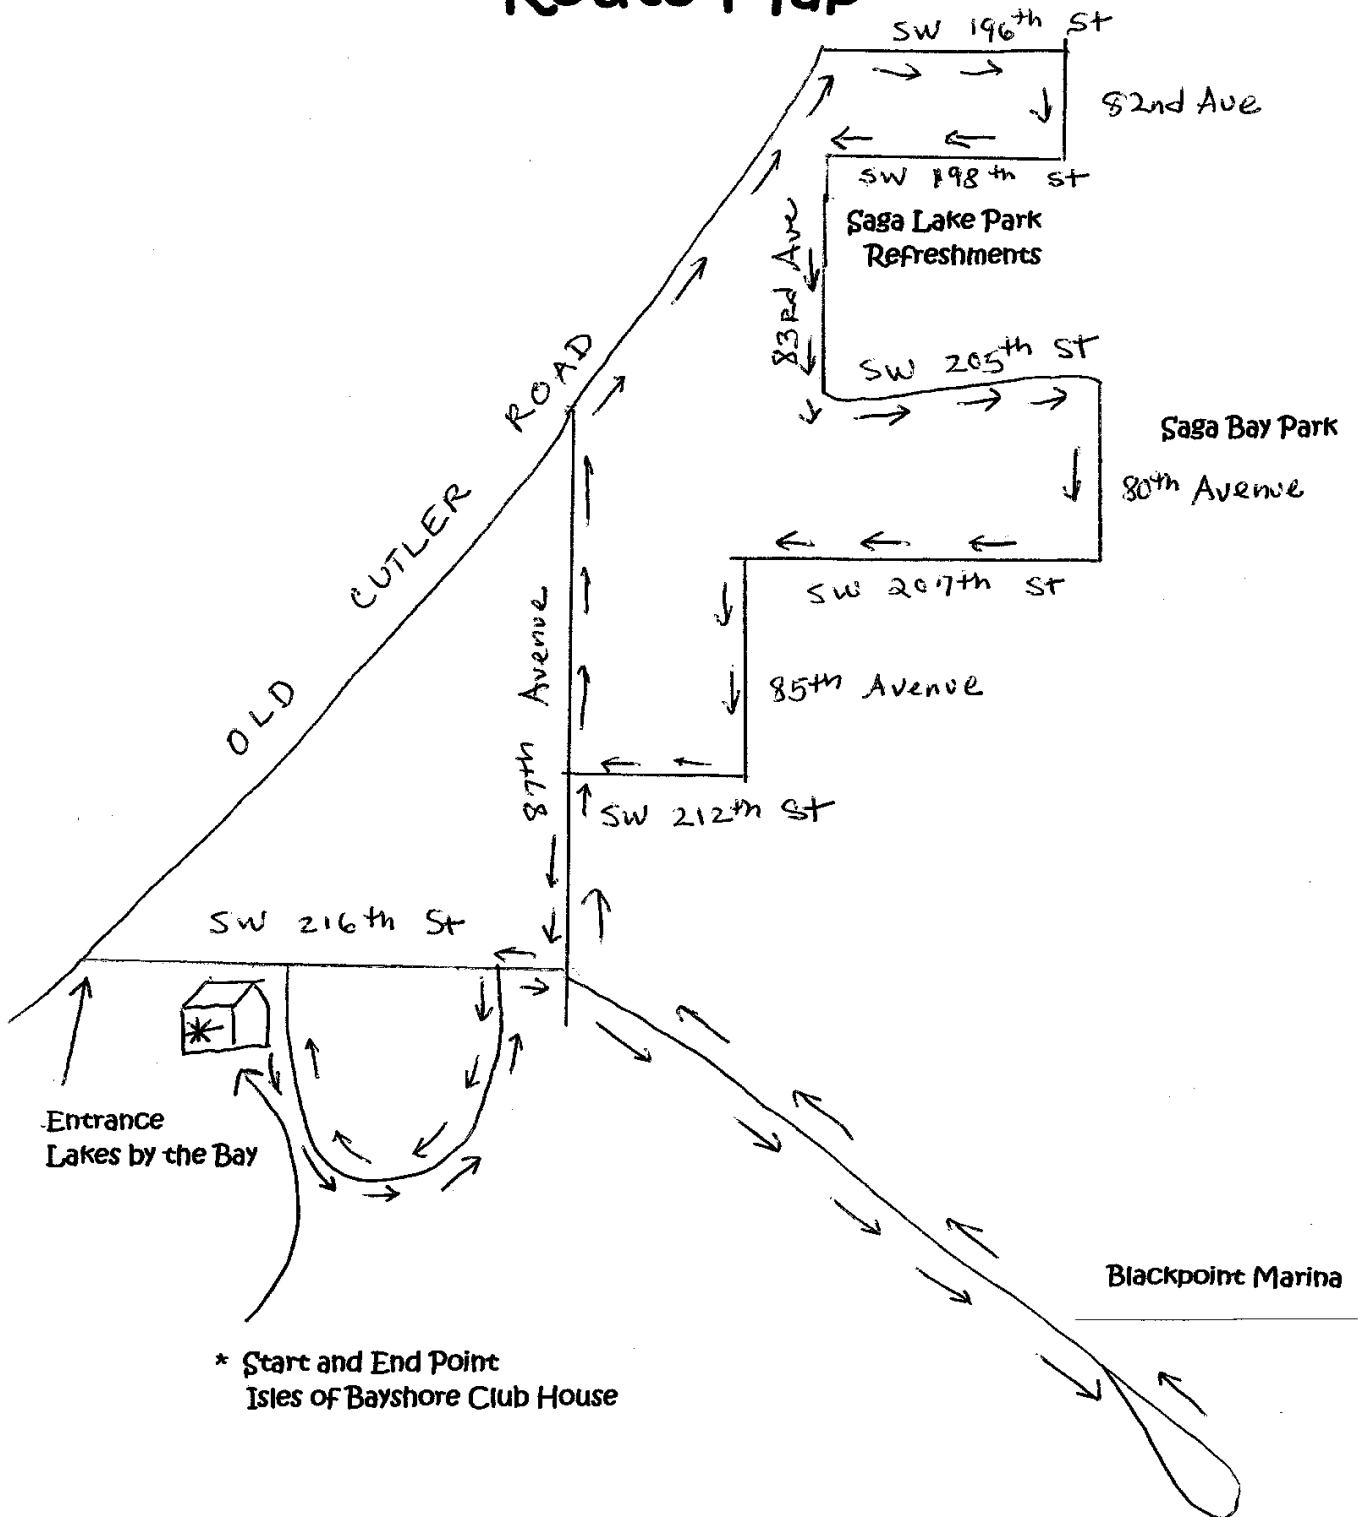 Route Map
SW 196th St
82nd Ave
SW 198th St
Saga Lake Park
Refreshments
83Rd Ave
SW 205th ST
Saga Bay Park
80th Avenue
SW 207th St
85th Avenue
OLD CUTLER ROAD
87th Avenue
SW 212th St
SW 216th St
Entrance
Lakes by the Bay
Blackpoint Marina
* Start and End Point
Isles of Bayshore Club House